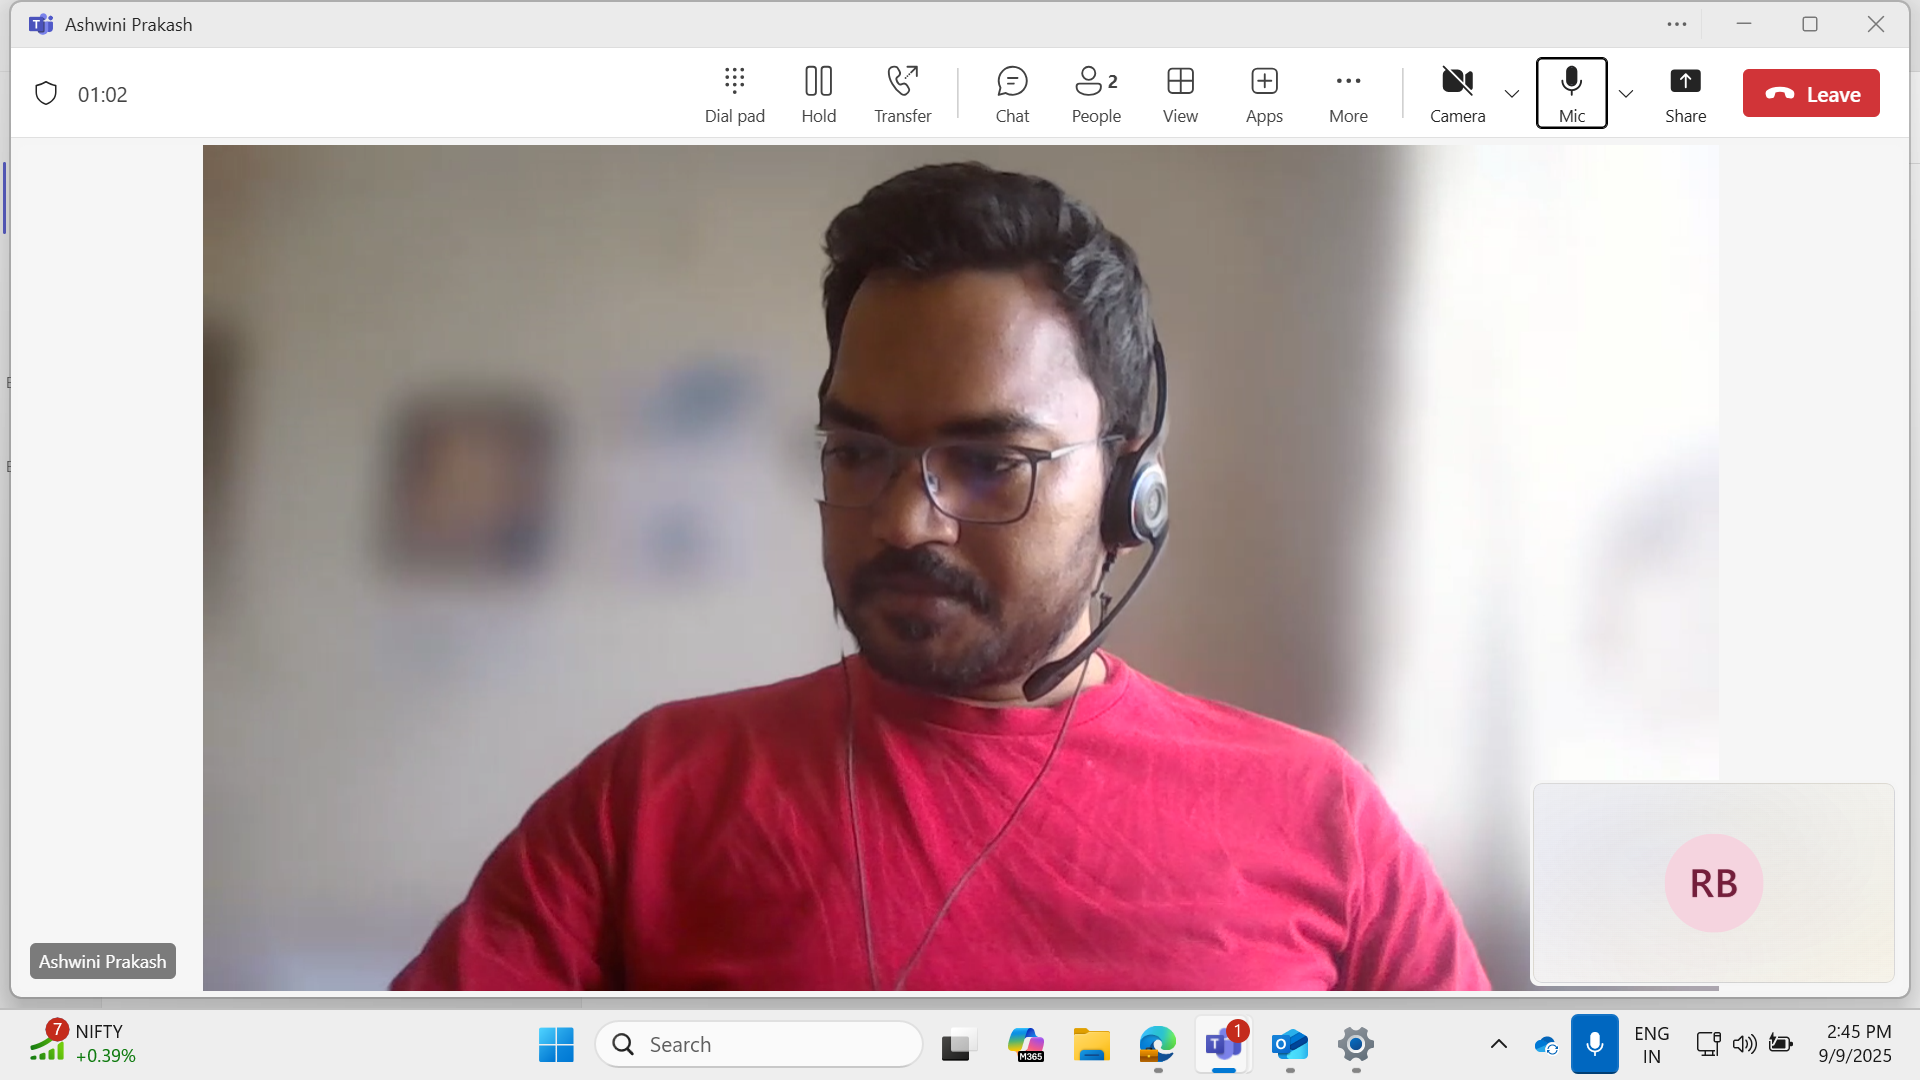 Ashwini Prakash
01:02
Dial pad
Hold
Transfer
Chat
2
People
View
Apps
More
Camera
Mic
Share
Leave
Ashwini Prakash
RB
7
NIFTY
+0.39%
Search
M365
1
ENG
IN
2:45 PM
9/9/2025